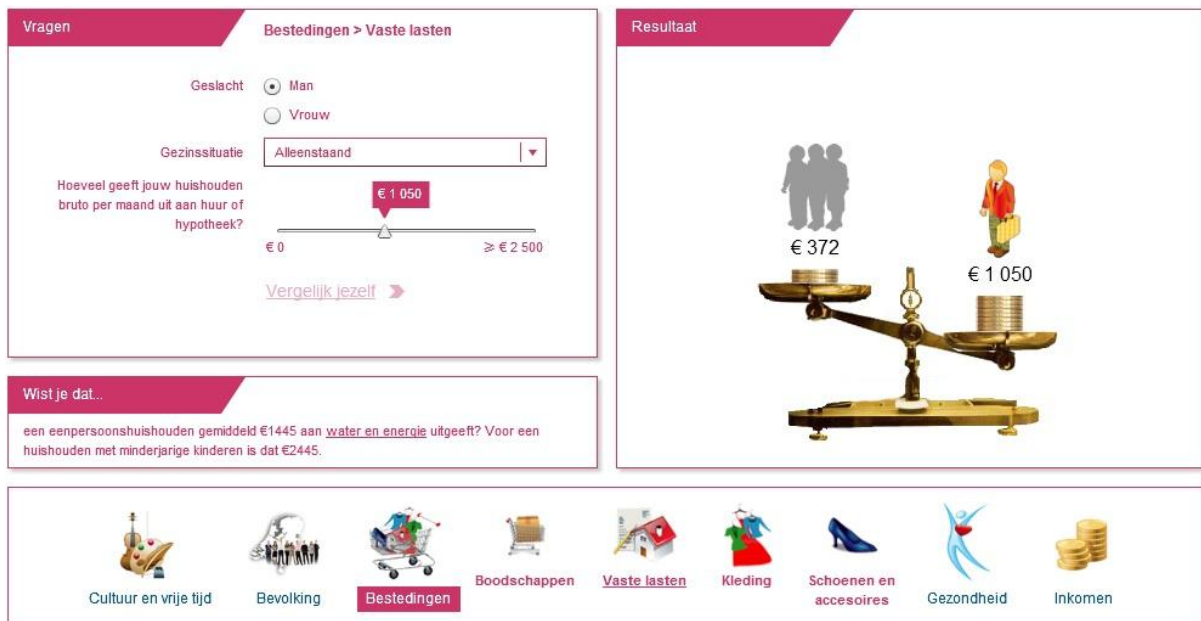 Vragen
Bestedingen > Vaste lasten
Geslacht
Man
Vrouw
Gezinssituatie
Alleenstaand
Hoeveel geeft jouw huishouden
bruto per maand uit aan huur of
hypotheek?
€ 1 050
€ 0
≥ € 2 500
Vergelijk jezelf
Wist je dat...
een eenpersoonshuishouden gemiddeld €1445 aan water en energie uitgeeft? Voor een
huishouden met minderjarige kinderen is dat €2445.
Resultaat
€ 372
€ 1 050
Cultuur en vrije tijd
Bevolking
Bestedingen
Boodschappen
Vaste lasten
Kleding
Schoenen en
accesoires
Gezondheid
Inkomen